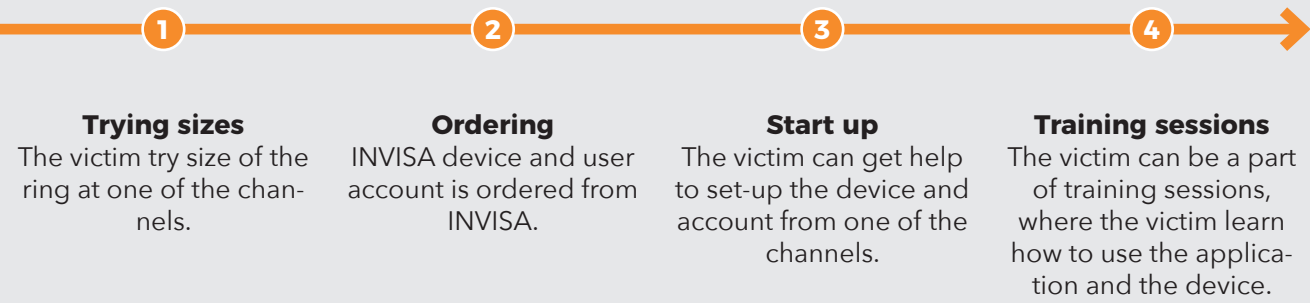 1
2
3
4
Trying sizes
The victim try size of the
ring at one of the chan-
nels.
Ordering
INVISA device and user
account is ordered from
INVISA.
Start up
The victim can get help
to set-up the device and
account from one of the
channels.
Training sessions
The victim can be a part
of training sessions,
where the victim learn
how to use the applica-
tion and the device.